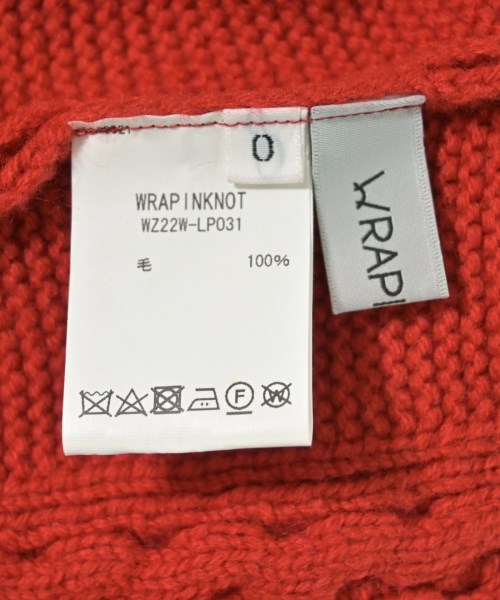 0
WRAPINKNOT
WZ22W-LP031
毛 100%
F
W
WRAPI